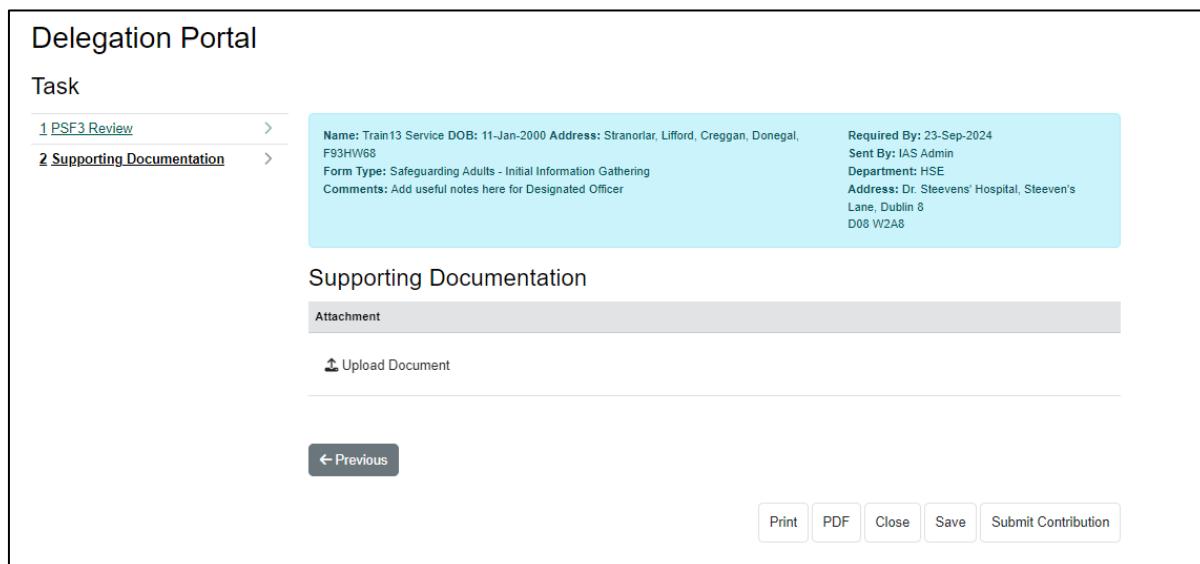 Delegation Portal
Task
1 PSF3 Review
2 Supporting Documentation
Name: Train13 Service DOB: 11-Jan-2000 Address: Stranorlar, Lifford, Creggan, Donegal,
F93HW68
Form Type: Safeguarding Adults - Initial Information Gathering
Comments: Add useful notes here for Designated Officer
Required By: 23-Sep-2024
Sent By: IAS Admin
Department: HSE
Address: Dr. Steevens' Hospital, Steeven's
Lane, Dublin 8
D08 W2A8
Supporting Documentation
Attachment
Upload Document
Previous
Print PDF Close Save Submit Contribution